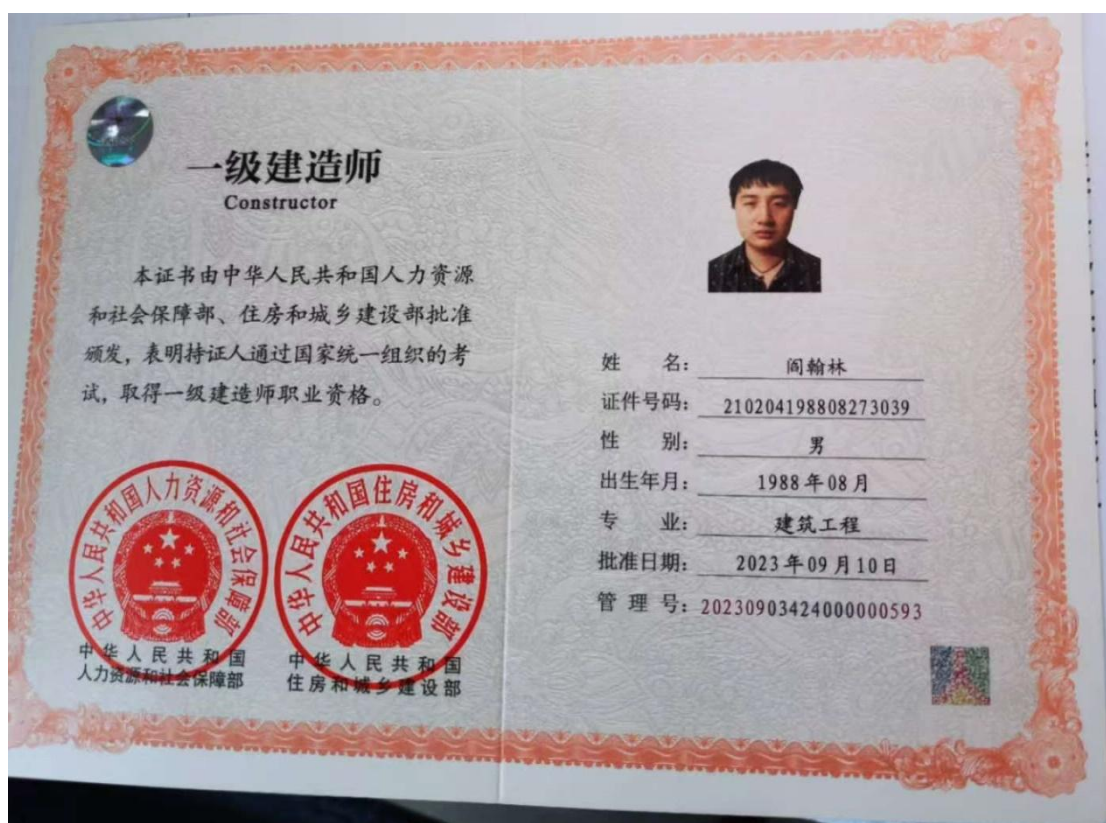 一级建造师
Constructor
本证书由中华人民共和国人力资源
和社会保障部、住房和城乡建设部批准
颁发,表明持证人通过国家统一组织的考
试,取得一级建造师职业资格。
中华人民共和国人力资源和社会保障部
中华人民共和国住房和城乡建设部
中华人民共和国
人力资源和社会保障部
中华人民共和国
住房和城乡建设部
姓 名: 阎翰林
证件号码: 210204198808273039
性 别: 男
出生年月: 1988年08月
专 业: 建筑工程
批准日期: 2023年09月10日
管 理 号: 20230903424000000593